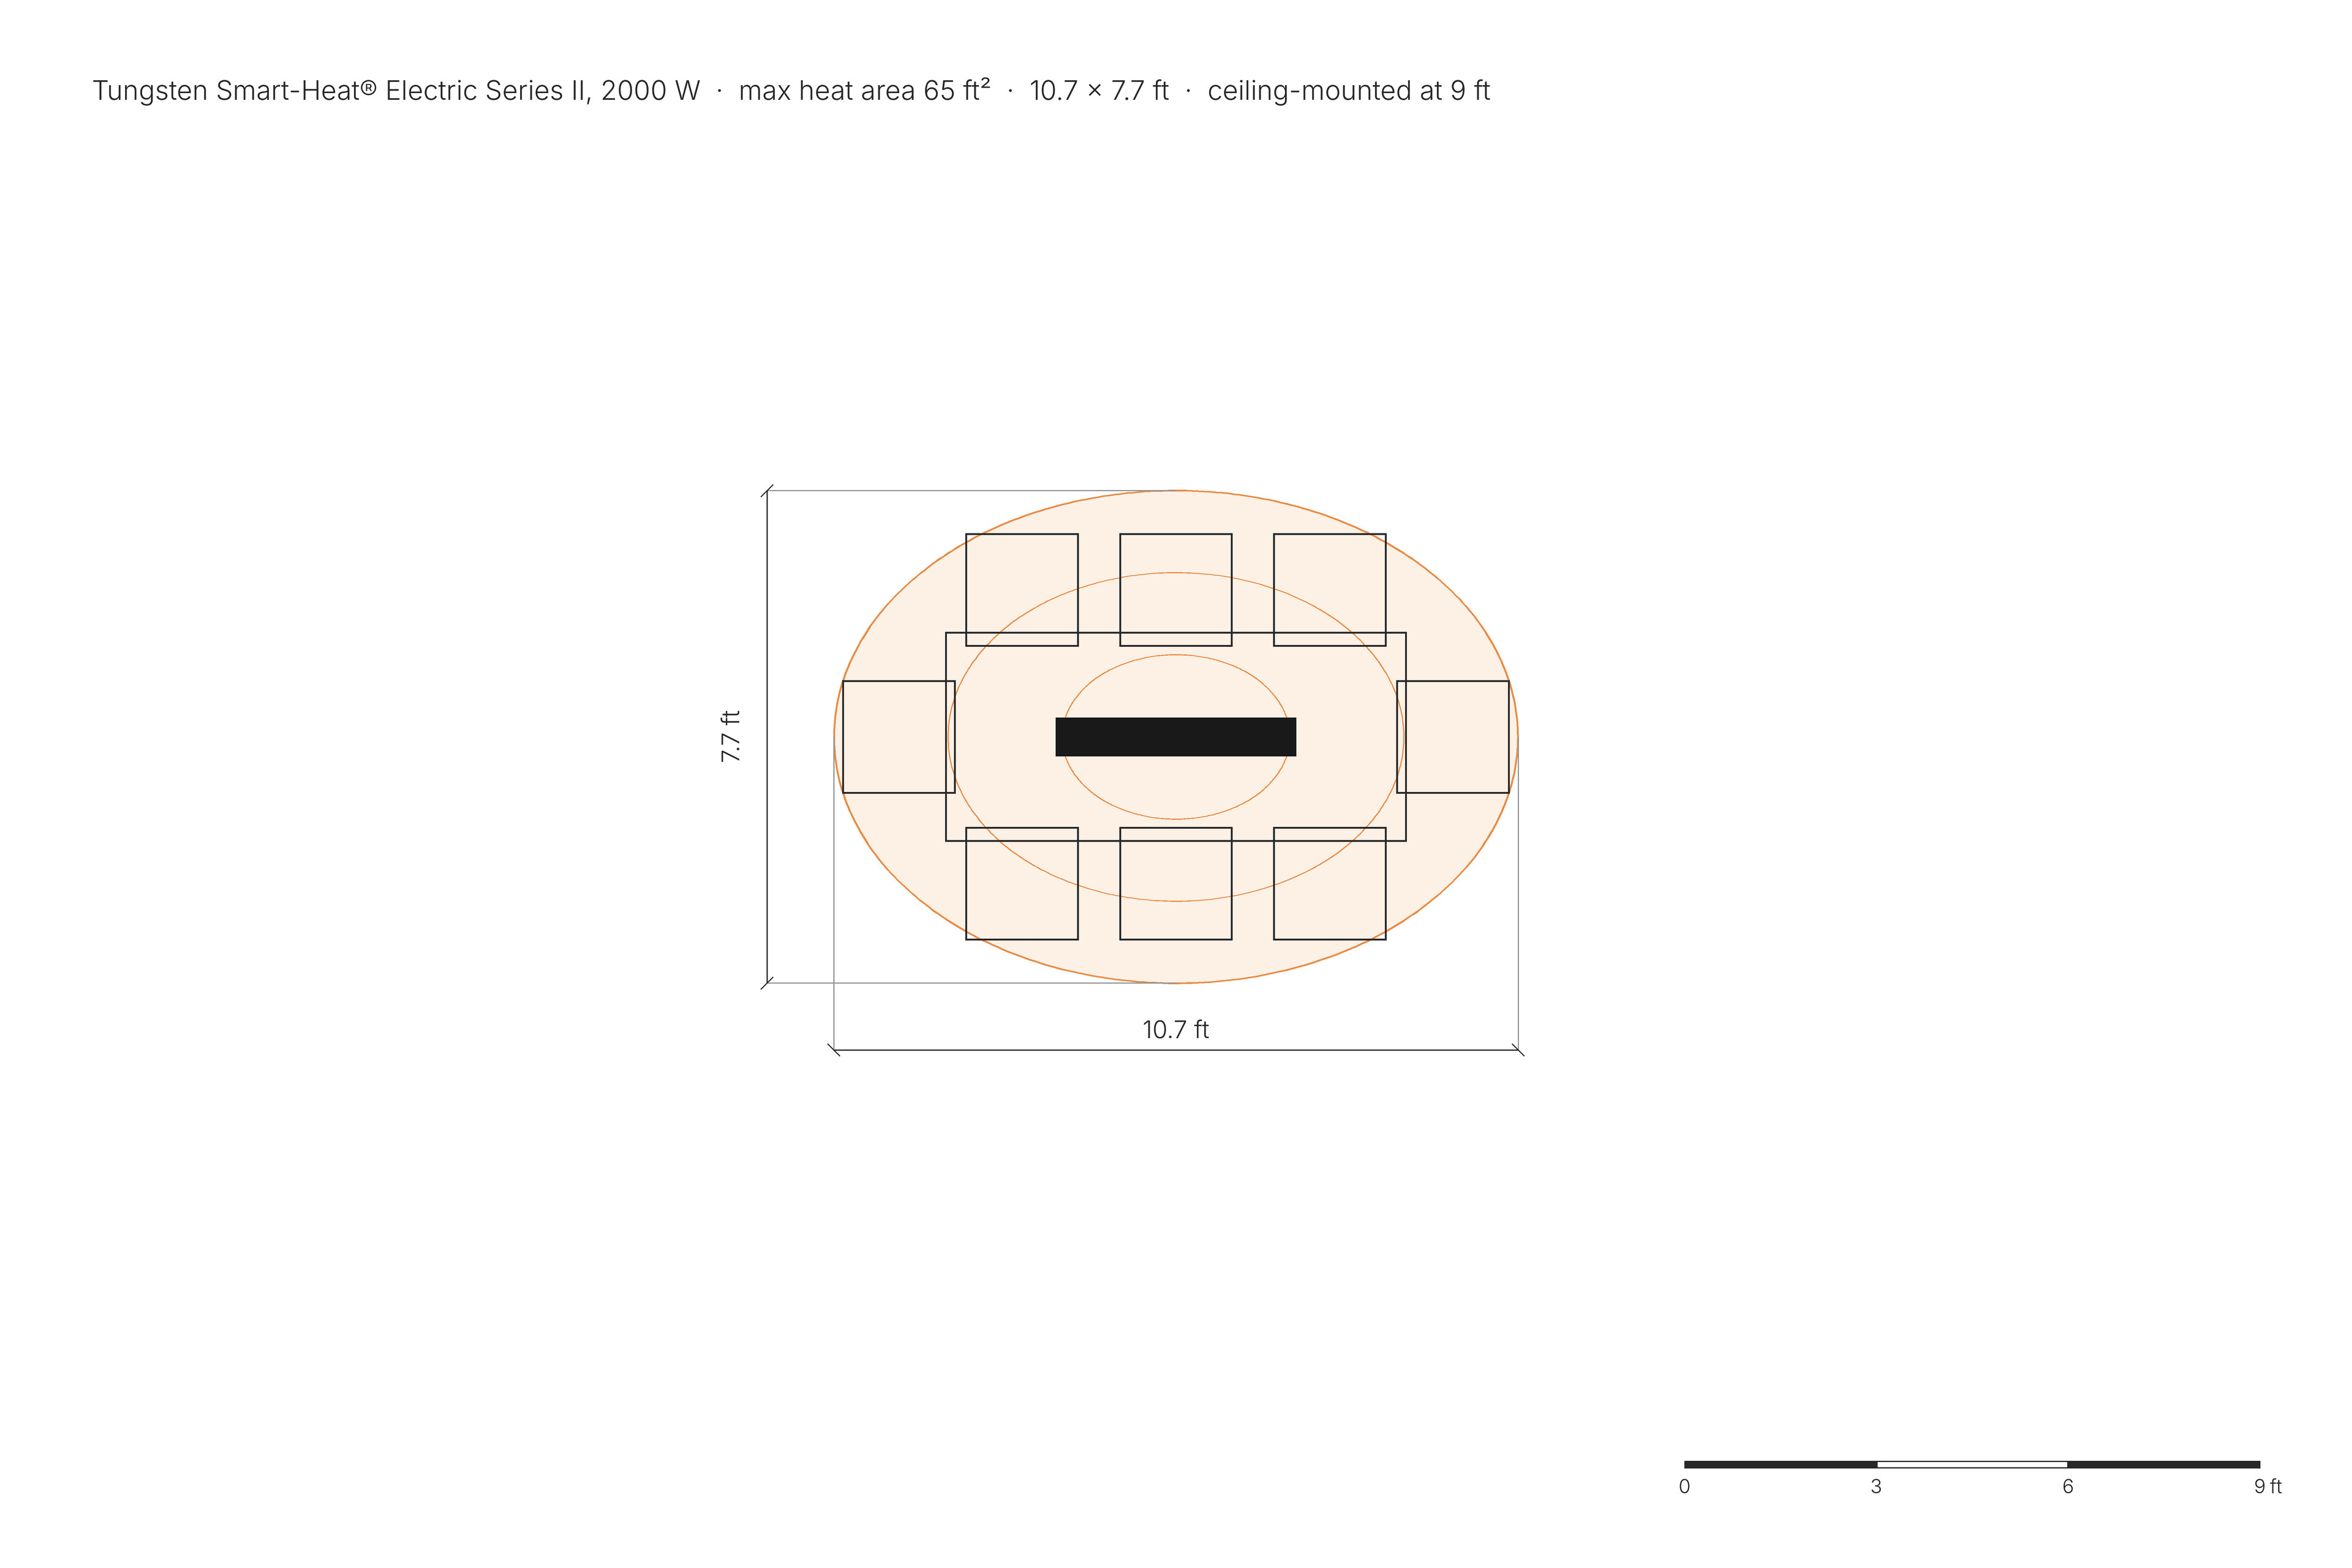 Tungsten Smart-Heat® Electric Series II, 2000 W · max heat area 65 ft² · 10.7 × 7.7 ft · ceiling-mounted at 9 ft
7.7 ft
10.7 ft
0 3 6 9 ft